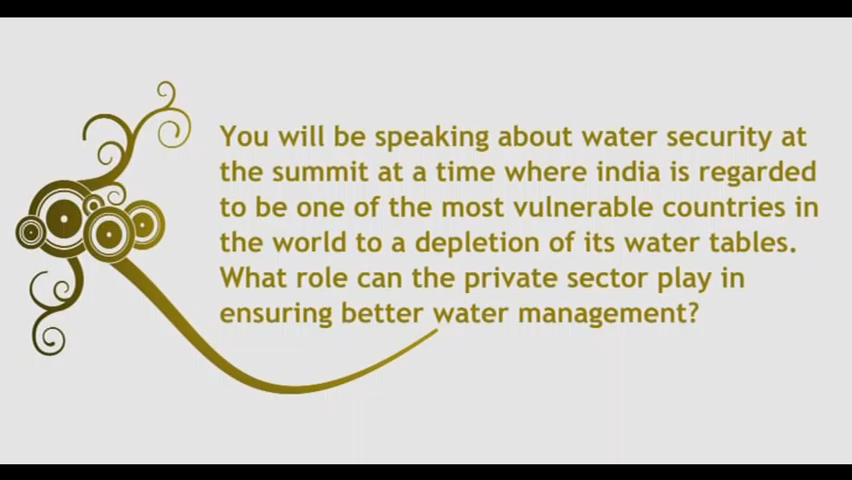 You will be speaking about water security at
the summit at a time where india is regarded
to be one of the most vulnerable countries in
the world to a depletion of its water tables.
What role can the private sector play in
ensuring better water management?